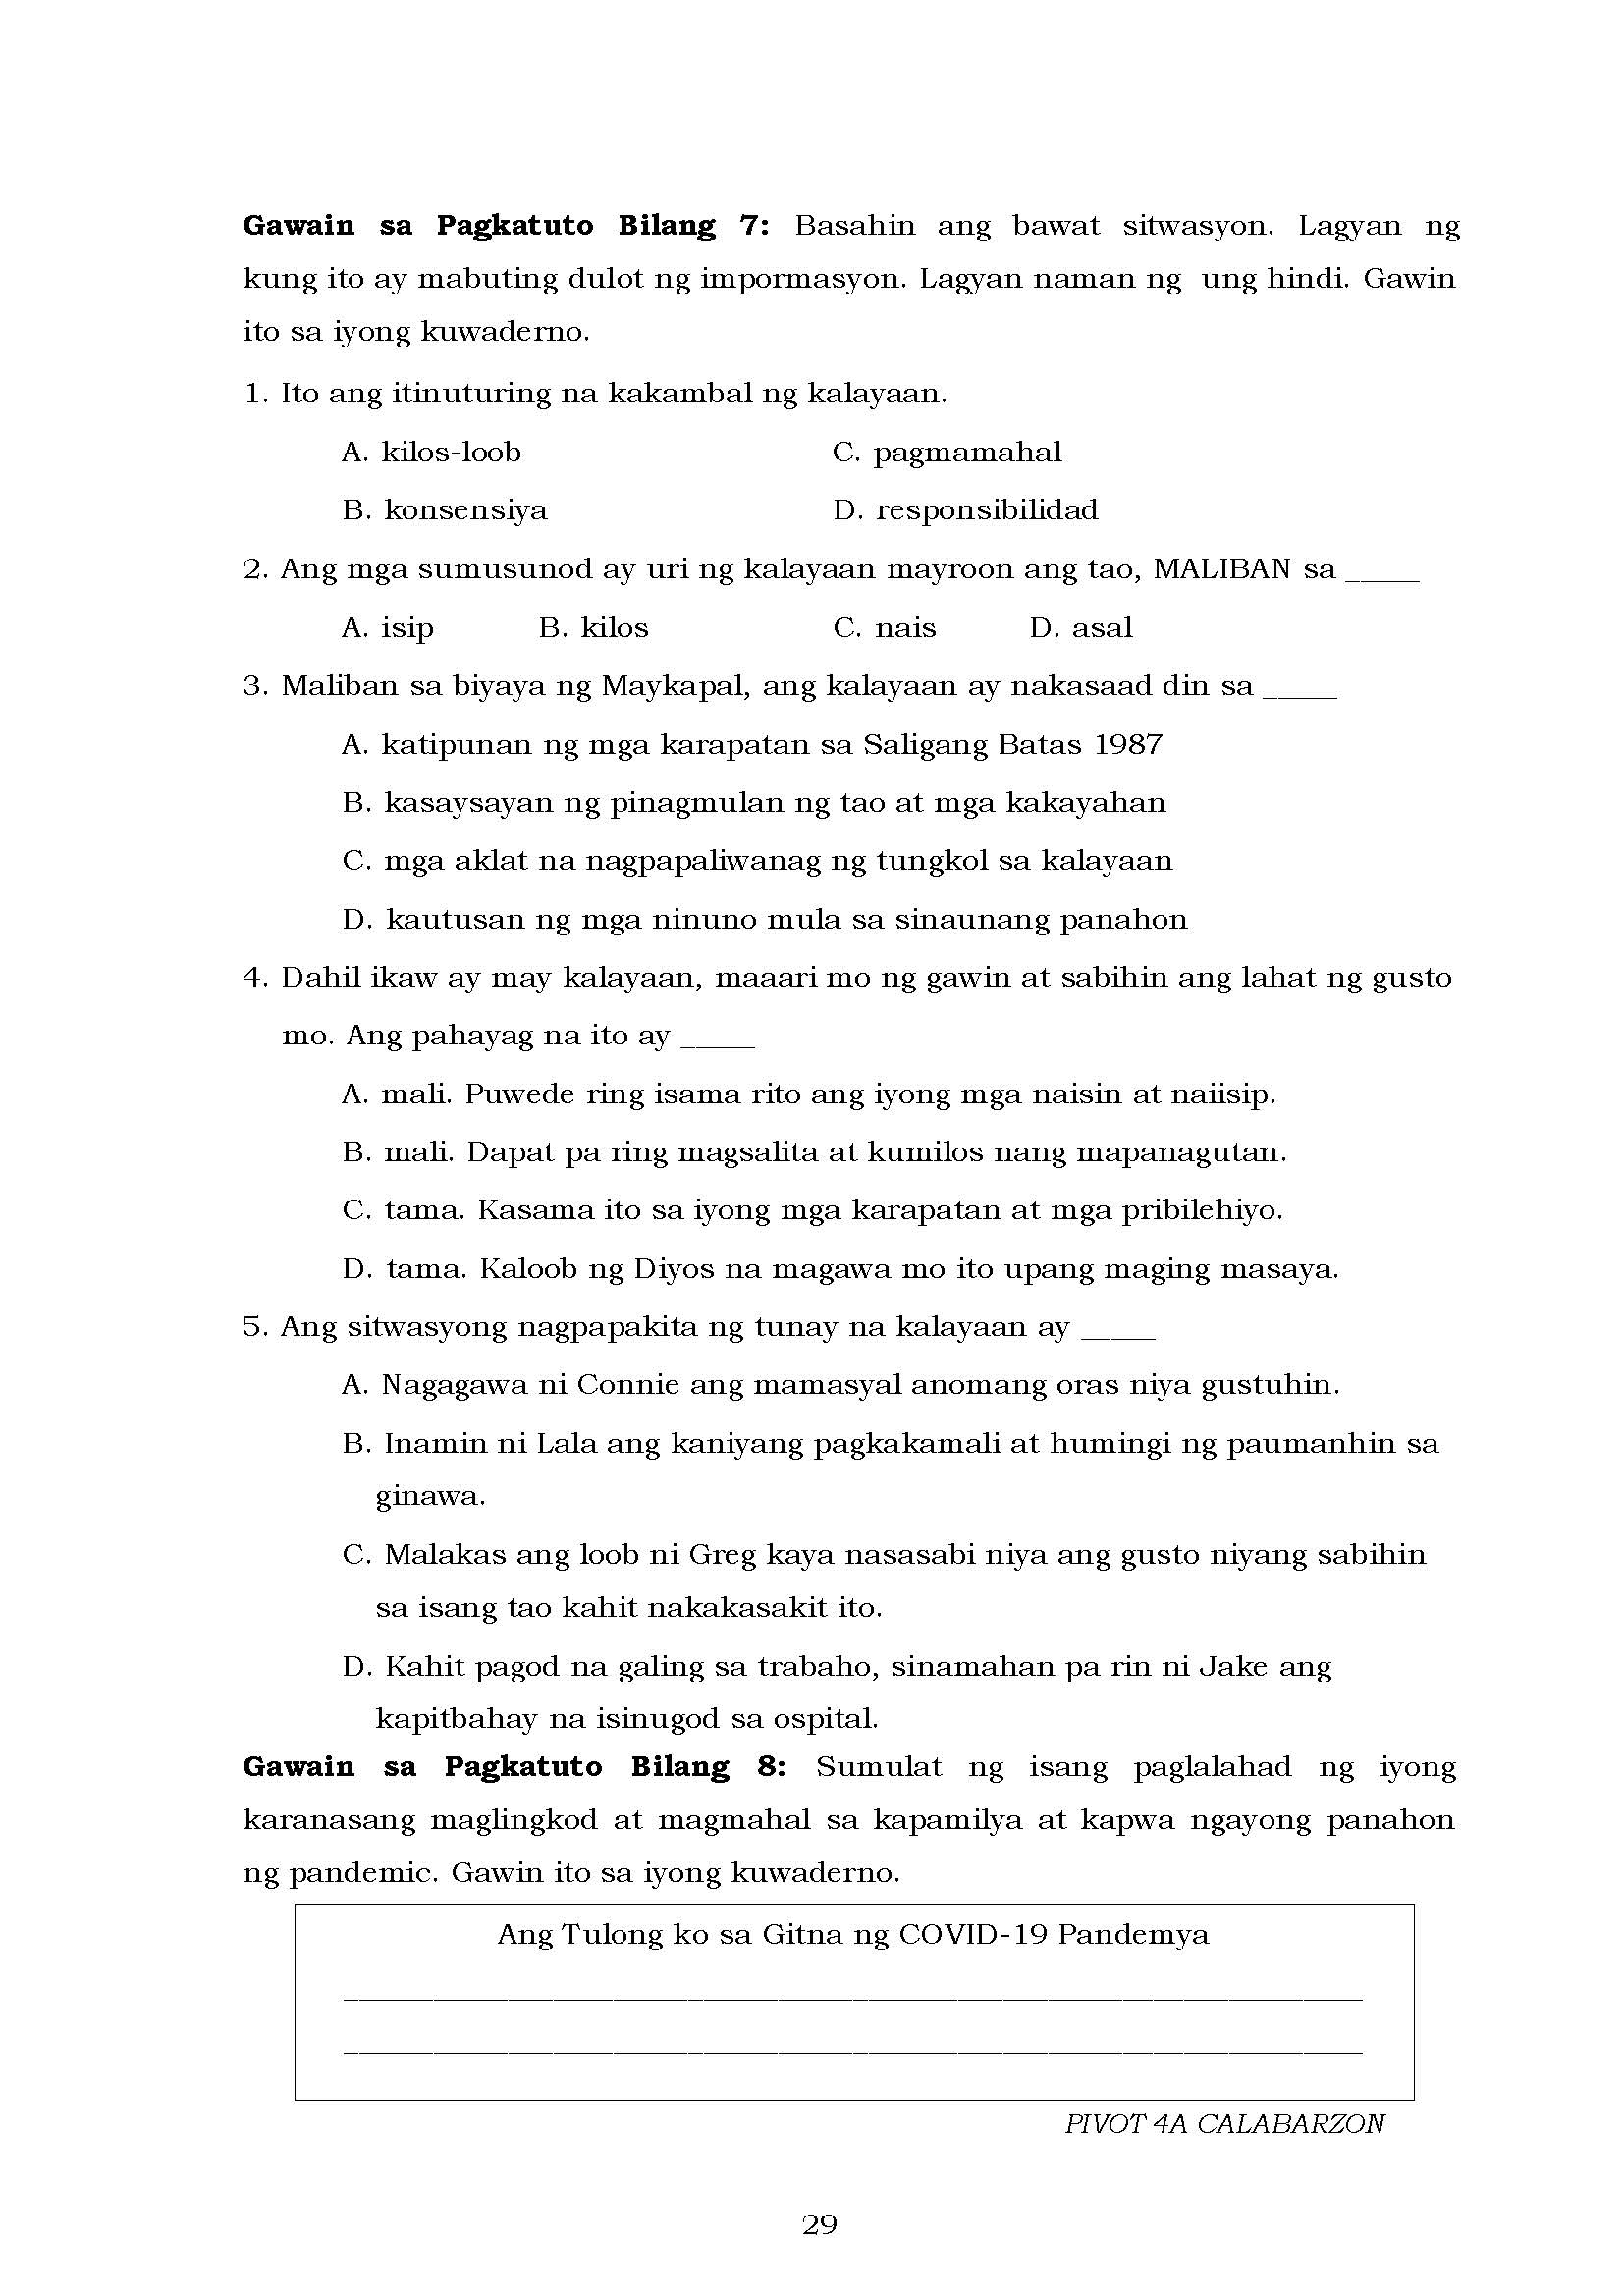 Gawain sa Pagkatuto Bilang 7: Basahin ang bawat sitwasyon. Lagyan ng
kung ito ay mabuting dulot ng impormasyon. Lagyan naman ng ung hindi. Gawin
ito sa iyong kuwaderno.
1. Ito ang itinuturing na kakambal ng kalayaan.
A. kilos-loob C. pagmamahal
B. konsensiya D. responsibilidad
2. Ang mga sumusunod ay uri ng kalayaan mayroon ang tao, MALIBAN sa _____
A. isip B. kilos C. nais D. asal
3. Maliban sa biyaya ng Maykapal, ang kalayaan ay nakasaad din sa _____
A. katipunan ng mga karapatan sa Saligang Batas 1987
B. kasaysayan ng pinagmulan ng tao at mga kakayahan
C. mga aklat na nagpapaliwanag ng tungkol sa kalayaan
D. kautusan ng mga ninuno mula sa sinaunang panahon
4. Dahil ikaw ay may kalayaan, maaari mo ng gawin at sabihin ang lahat ng gusto
mo. Ang pahayag na ito ay _____
A. mali. Puwede ring isama rito ang iyong mga naisin at naiisip.
B. mali. Dapat pa ring magsalita at kumilos nang mapanagutan.
C. tama. Kasama ito sa iyong mga karapatan at mga pribilehiyo.
D. tama. Kaloob ng Diyos na magawa mo ito upang maging masaya.
5. Ang sitwasyong nagpapakita ng tunay na kalayaan ay _____
A. Nagagawa ni Connie ang mamasyal anomang oras niya gustuhin.
B. Inamin ni Lala ang kaniyang pagkakamali at humingi ng paumanhin sa
ginawa.
C. Malakas ang loob ni Greg kaya nasasabi niya ang gusto niyang sabihin
sa isang tao kahit nakakasakit ito.
D. Kahit pagod na galing sa trabaho, sinamahan pa rin ni Jake ang
kapitbahay na isinugod sa ospital.
Gawain sa Pagkatuto Bilang 8: Sumulat ng isang paglalahad ng iyong
karanasang maglingkod at magmahal sa kapamilya at kapwa ngayong panahon
ng pandemic. Gawin ito sa iyong kuwaderno.
Ang Tulong ko sa Gitna ng COVID-19 Pandemya
____________________________________________________________________
____________________________________________________________________
PIVOT 4A CALABARZON
29